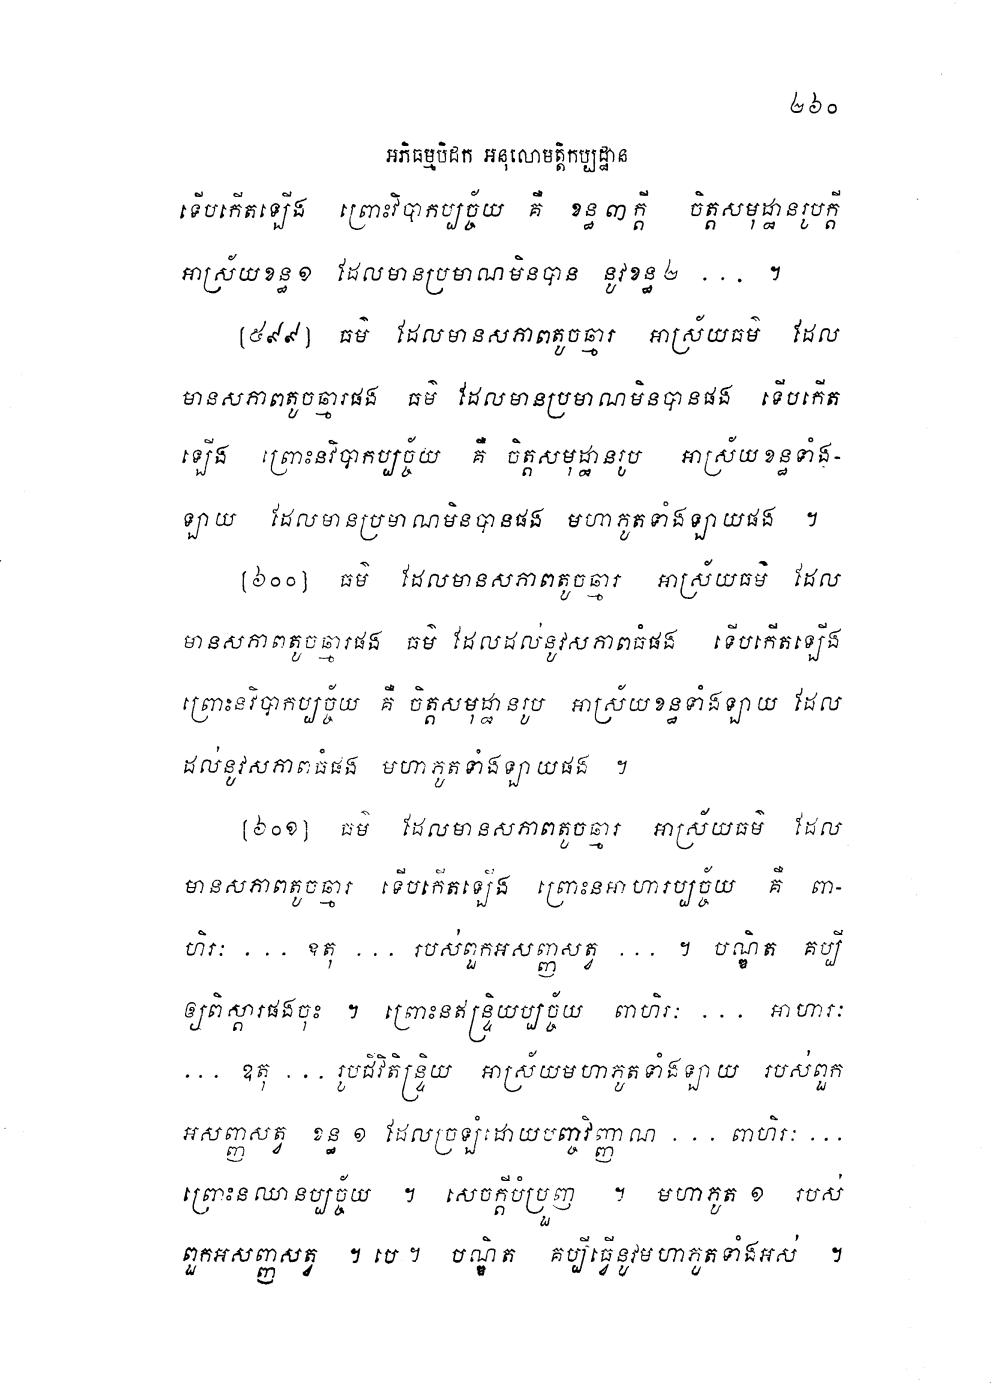 ២៦០
អភិធម្មបិដក អនុលោមត្តិកប្បដ្ឋាន
ទើបកើតឡើង ព្រោះវិបាកប្បច្ច័យ គឺ ខន្ធ៣ក្តី ចិត្តសមុដ្ឋានរូបក្តី
អាស្រ័យខន្ធ១ ដែលមានប្រមាណមិនបាន នូវខន្ធ២ ... ។
(៥៩៩) ធម៌ ដែលមានសភាពតូចឆ្មារ អាស្រ័យធម៌ ដែល
មានសភាពតូចឆ្មារផង ធម៌ ដែលមានប្រមាណមិនបានផង ទើបកើត
ឡើង ព្រោះនវិបាកប្បច្ច័យ គឺ ចិត្តសមុដ្ឋានរូប អាស្រ័យខន្ធទាំង-
ឡាយ ដែលមានប្រមាណមិនបានផង មហាភូតទាំងឡាយផង ។
(៦០០) ធម៌ ដែលមានសភាពតូចឆ្មារ អាស្រ័យធម៌ ដែល
មានសភាពតូចឆ្មារផង ធម៌ ដែលដល់នូវសភាពធំផង ទើបកើតឡើង
ព្រោះនវិបាកប្បច្ច័យ គឺ ចិត្តសមុដ្ឋានរូប អាស្រ័យខន្ធទាំងឡាយ ដែល
ដល់នូវសភាពធំផង មហាភូតទាំងឡាយផង ។
(៦០១) ធម៌ ដែលមានសភាពតូចឆ្មារ អាស្រ័យធម៌ ដែល
មានសភាពតូចឆ្មារ ទើបកើតឡើង ព្រោះនអាហារប្បច្ច័យ គឺ ពា-
ហិរៈ ... ឧតុ ... របស់ពួកអសញ្ញសត្វ ... ។ បណ្ឌិត គប្បី
ឲ្យពិស្តារផងចុះ ។ ព្រោះនឥន្ទ្រិយប្បច្ច័យ ពាហិរៈ ... អាហារៈ
... ឧតុ ... រូបជីវិតិន្ទ្រិយ អាស្រ័យមហាភូតទាំងឡាយ របស់ពួក
អសញ្ញសត្វ ខន្ធ ១ ដែលច្រឡំដោយបញ្ចវិញ្ញាណ ... ពាហិរៈ ...
ព្រោះនឈានប្បច្ច័យ ។ សេចក្តីបំប្រួញ ។ មហាភូត ១ របស់
ពួកអសញ្ញសត្វ ។ បេ ។ បណ្ឌិត គប្បីធ្វើនូវមហាភូតទាំងអស់ ។